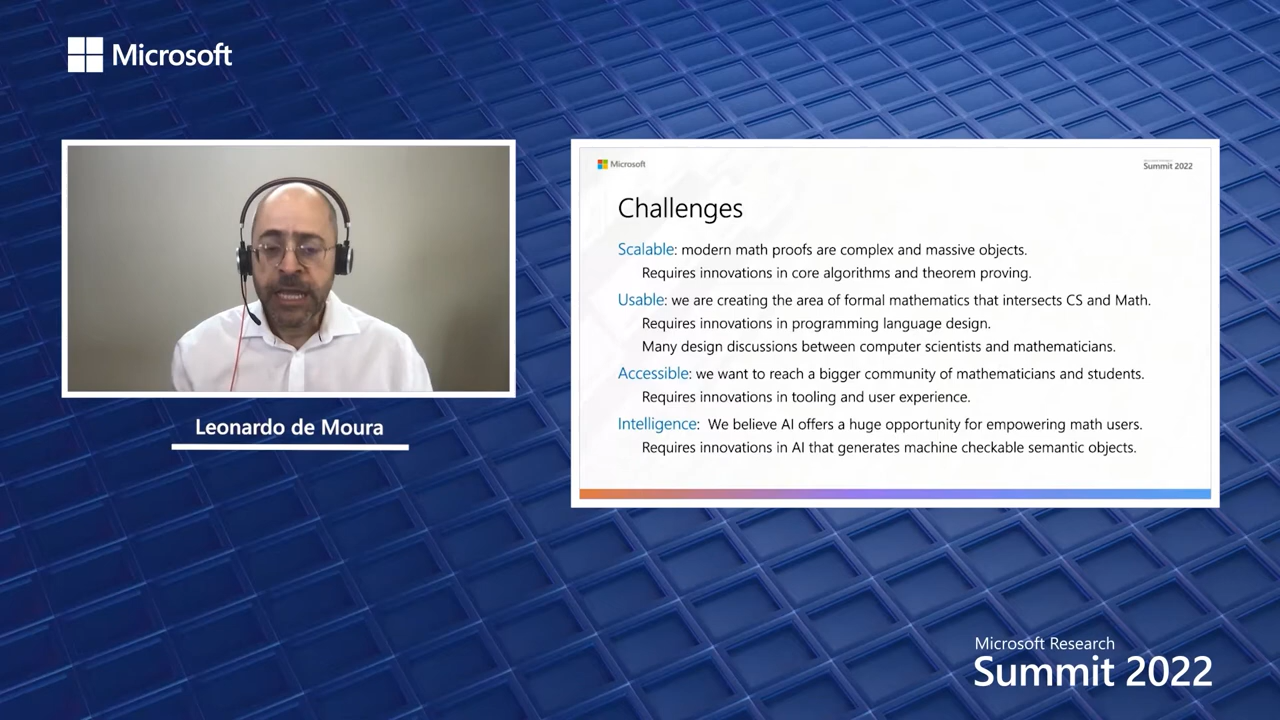 Microsoft
Leonardo de Moura
Microsoft
Summit 2022
Challenges
Scalable: modern math proofs are complex and massive objects.
Requires innovations in core algorithms and theorem proving.
Usable: we are creating the area of formal mathematics that intersects CS and Math.
Requires innovations in programming language design.
Many design discussions between computer scientists and mathematicians.
Accessible: we want to reach a bigger community of mathematicians and students.
Requires innovations in tooling and user experience.
Intelligence: We believe AI offers a huge opportunity for empowering math users.
Requires innovations in AI that generates machine checkable semantic objects.
Microsoft Research
Summit 2022